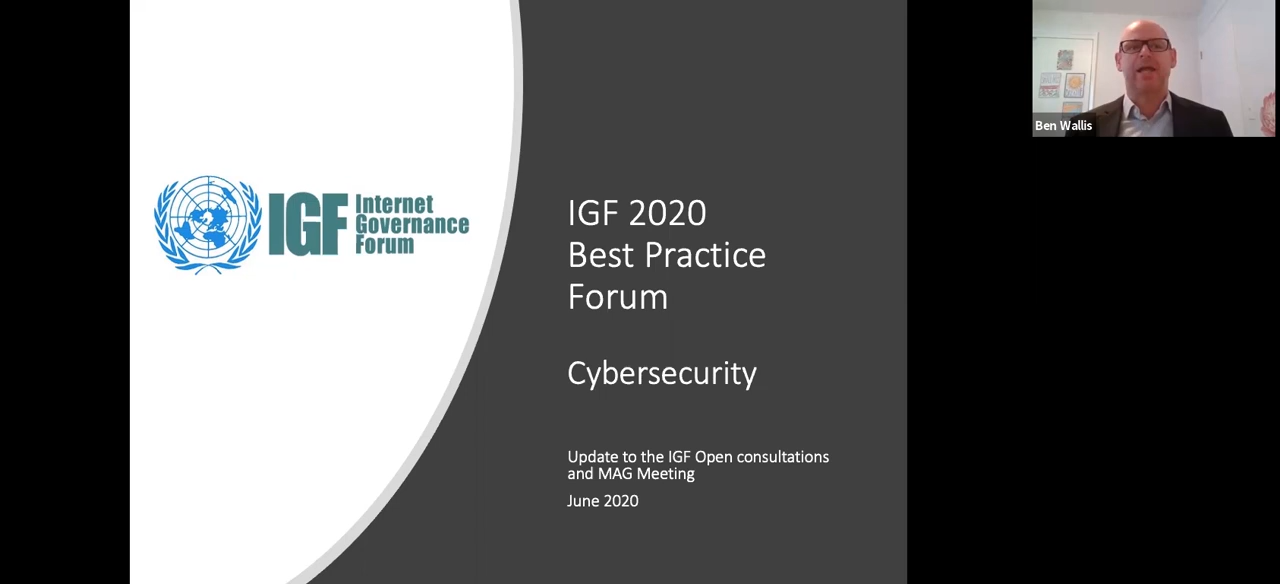 IGF Internet
Governance
Forum
IGF 2020
Best Practice
Forum
Cybersecurity
Update to the IGF Open consultations
and MAG Meeting
June 2020
Ben Wallis